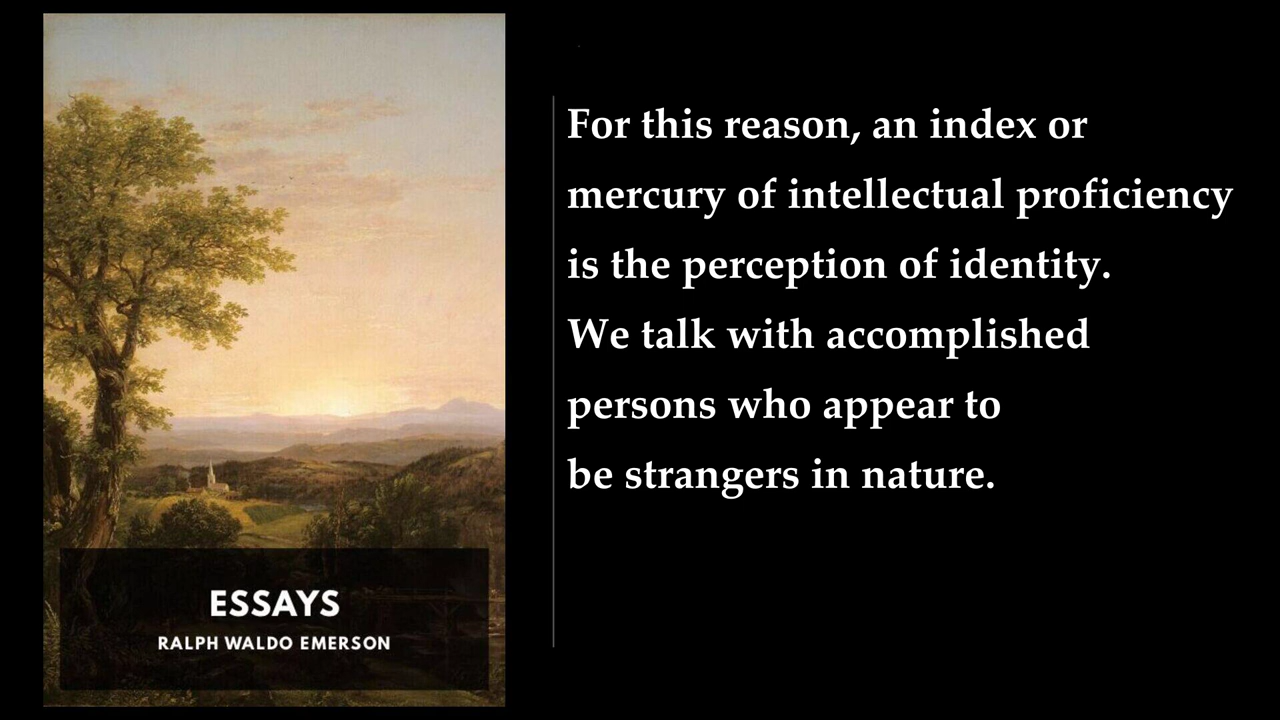 ESSAYS
RALPH WALDO EMERSON
For this reason, an index or
mercury of intellectual proficiency
is the perception of identity.
We talk with accomplished
persons who appear to
be strangers in nature.